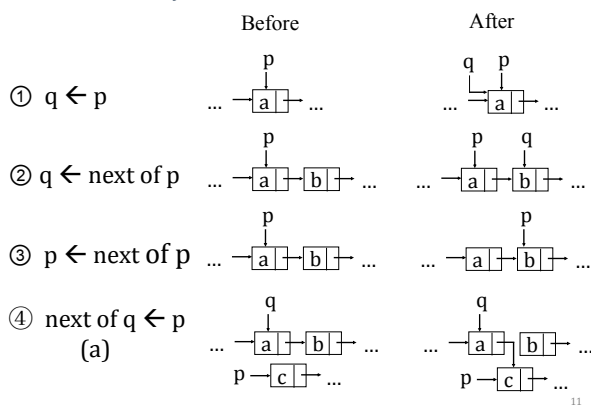 Before After
p q p
① q ← p ... a ... ... a ...
p p q
② q ← next of p ... a b ... ... a b ...
p p
③ p ← next of p ... a b ... ... a b ...
q q
④ next of q ← p ... a b ... ... a b ...
(a) p c ... p c ...
11